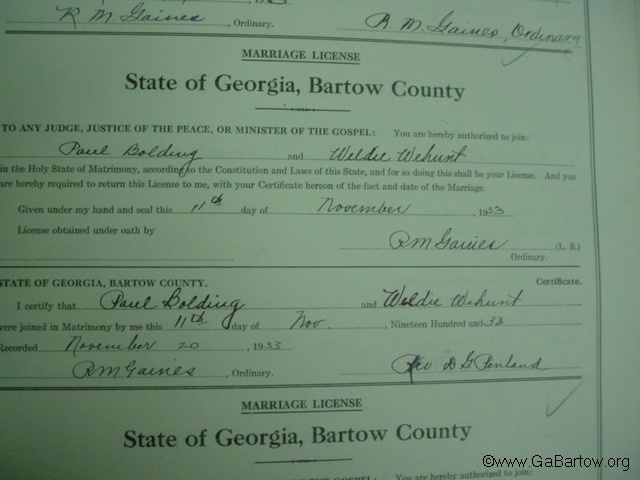 R. M. Gaines, Ordinary. R. M. Gaines, Ordinary
MARRIAGE LICENSE
State of Georgia, Bartow County
TO ANY JUDGE, JUSTICE OF THE PEACE, OR MINISTER OF THE GOSPEL: You are hereby authorized to join:
Paul Bolding and Weldie Wehunt
in the Holy State of Matrimony, according to the Constitution and Laws of this State, and for so doing this shall be your License. And you
are hereby required to return this License to me, with your Certificate hereon of the fact and date of the Marriage.
Given under my hand and seal this 11th day of November, 1933
License obtained under oath by R M Gaines (L. S.)
Ordinary.
STATE OF GEORGIA, BARTOW COUNTY. Certificate.
I certify that Paul Bolding and Weldie Wehunt
were joined in Matrimony by me this 11th day of Nov., Nineteen Hundred and 33
Recorded November 20, 1933
R M Gaines, Ordinary. Rev D G Penland
MARRIAGE LICENSE
State of Georgia, Bartow County
You are hereby authorized to join:
©www.GaBartow.org